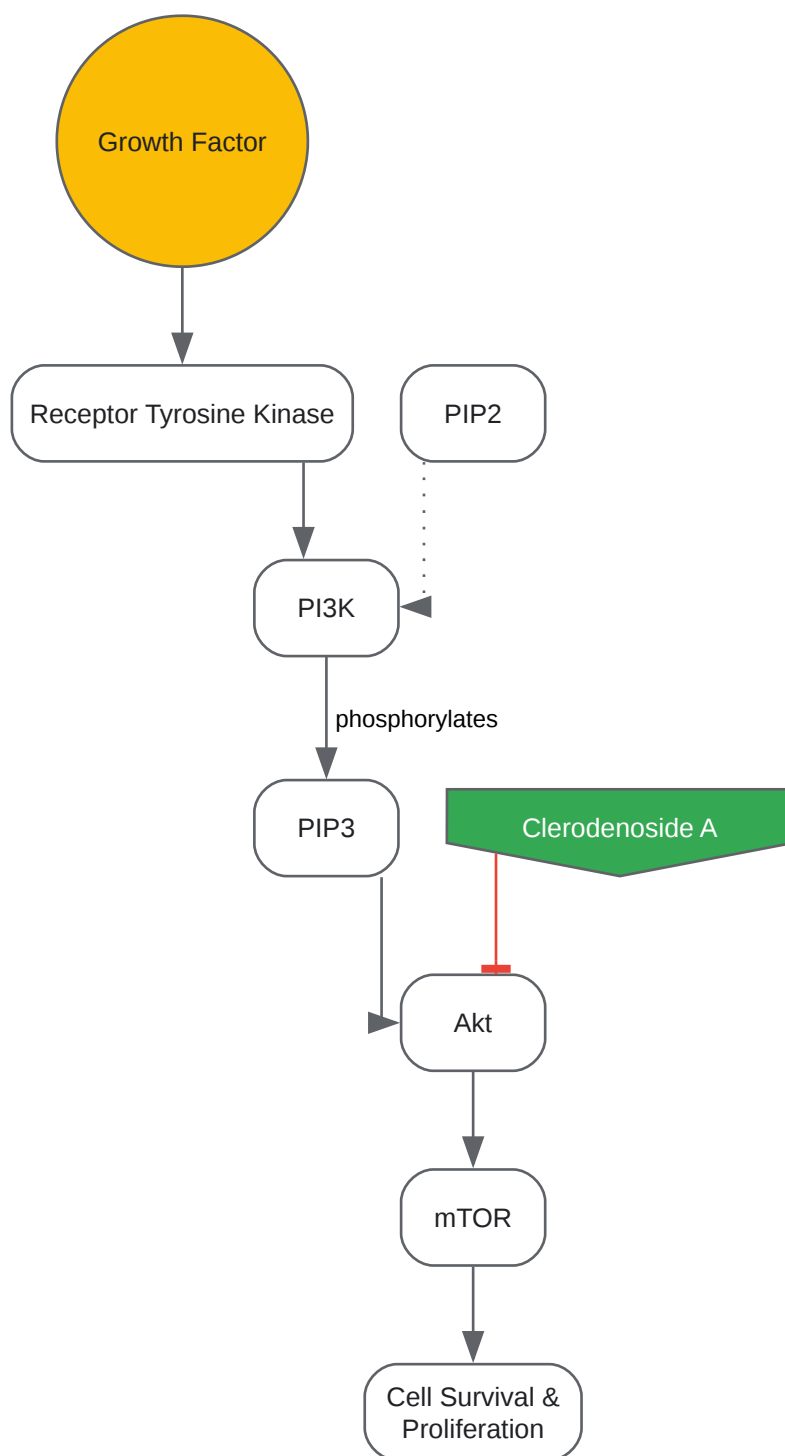 Growth Factor
Receptor Tyrosine Kinase
PIP2
PI3K
phosphorylates
PIP3
Clerodenoside A
Akt
mTOR
Cell Survival &
Proliferation